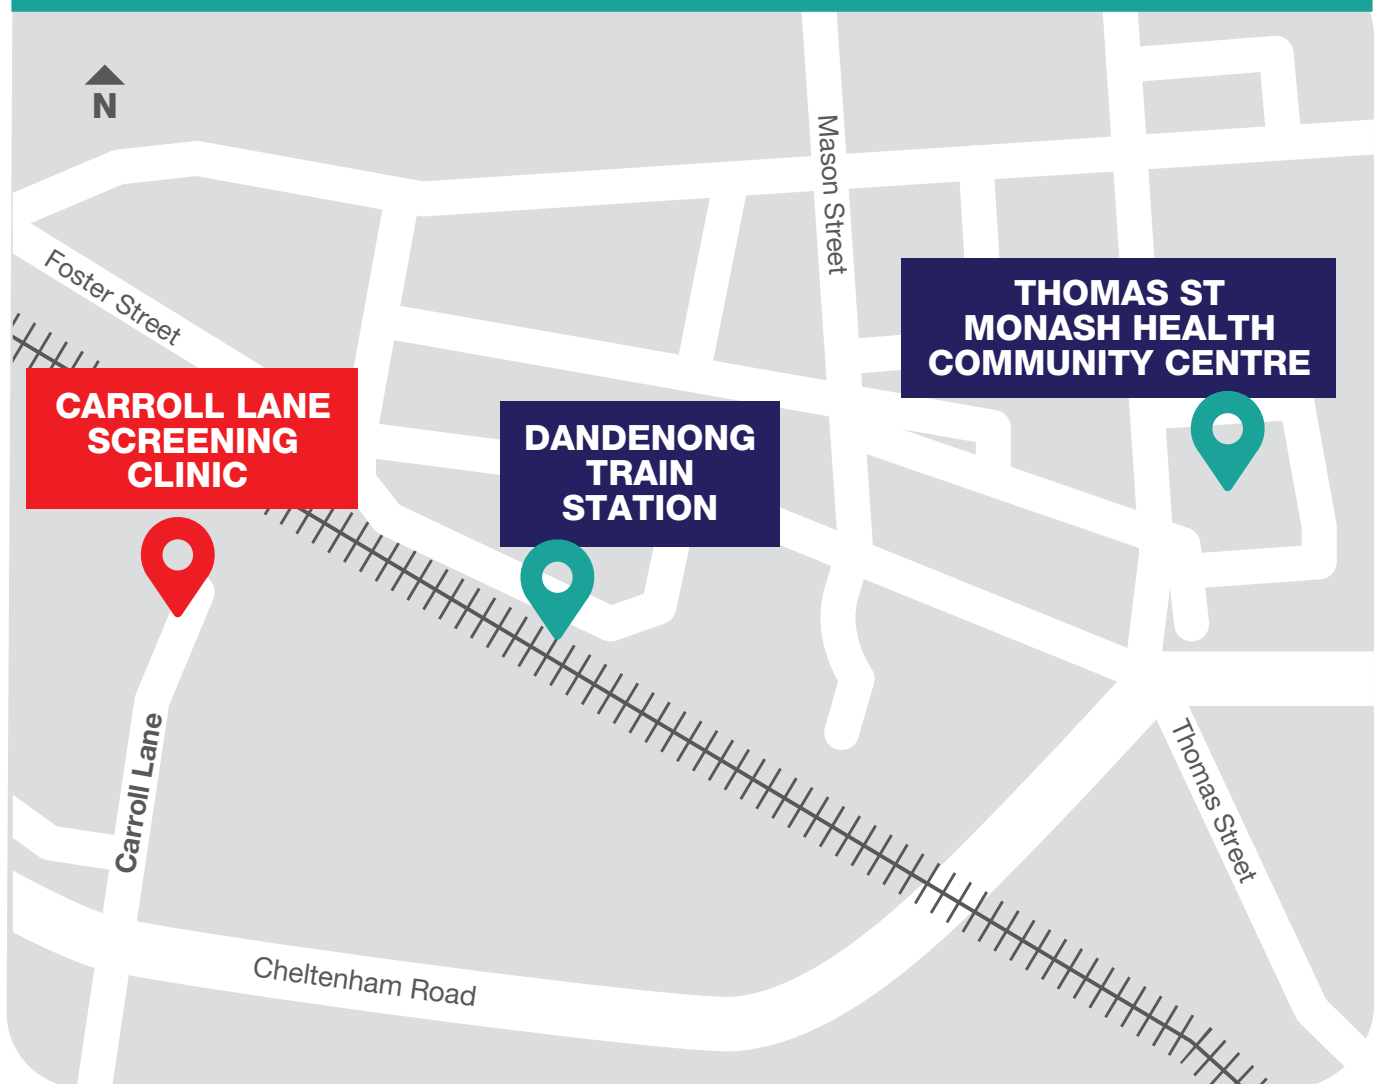 N
Mason Street
Foster Street
THOMAS ST
MONASH HEALTH
COMMUNITY CENTRE
CARROLL LANE
SCREENING
CLINIC
DANDENONG
TRAIN
STATION
Carroll Lane
Thomas Street
Cheltenham Road